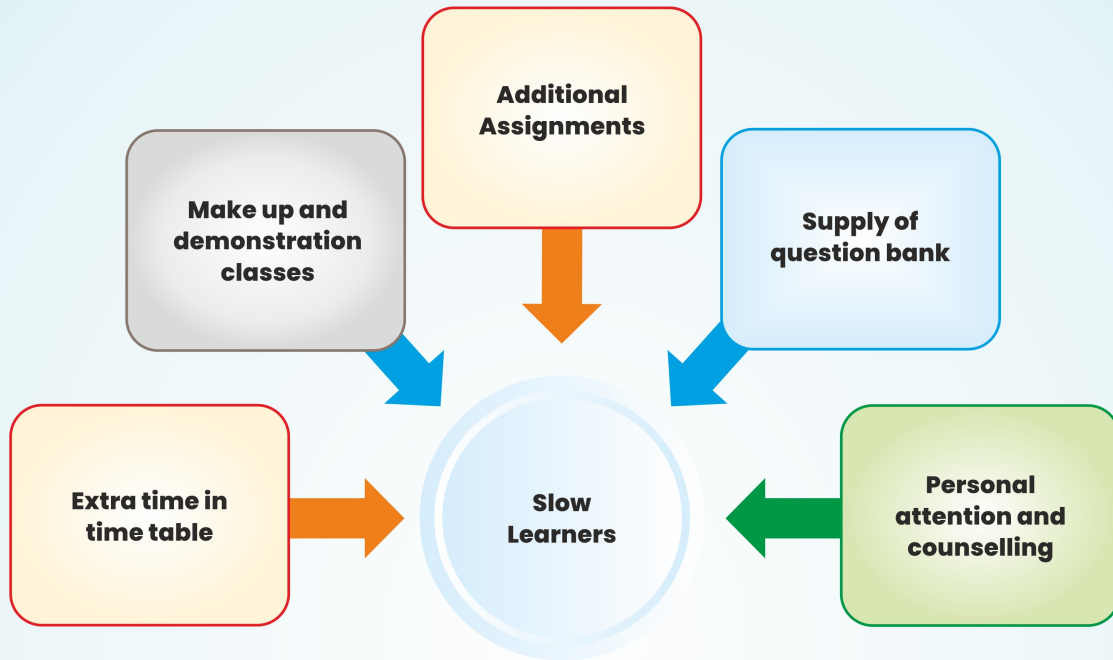 Additional
Assignments
Make up and
demonstration
classes
Supply of
question bank
Extra time in
time table
Slow
Learners
Personal
attention and
counselling